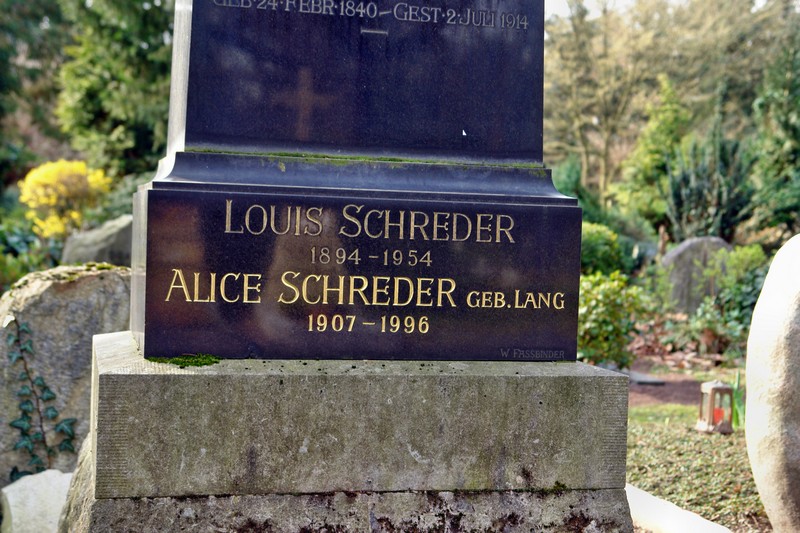 GEB·24·FEBR·1840–GEST·2·JULI 1914
LOUIS SCHREDER
1894–1954
ALICE SCHREDER GEB. LANG
1907–1996
W. FASSBINDER